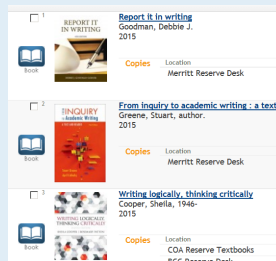 1
REPORT IT
IN WRITING
Book
Report it in writing
Goodman, Debbie J.
2015
Copies
Location
Merritt Reserve Desk
2
INQUIRY
to Academic Writing
Book
From inquiry to academic writing : a text
Greene, Stuart, author.
2015
Copies
Location
Merritt Reserve Desk
3
WRITING LOGICALLY
THINKING CRITICALLY
Book
Writing logically, thinking critically
Cooper, Sheila, 1946-
2015
Copies
Location
COA Reserve Textbooks
BCC Reserve Desk